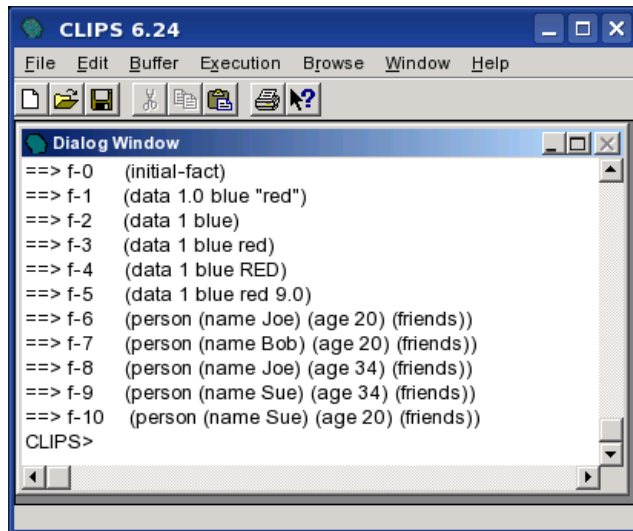 CLIPS 6.24
File Edit Buffer Execution Browse Window Help
Dialog Window
==> f-0 (initial-fact)
==> f-1 (data 1.0 blue "red")
==> f-2 (data 1 blue)
==> f-3 (data 1 blue red)
==> f-4 (data 1 blue RED)
==> f-5 (data 1 blue red 9.0)
==> f-6 (person (name Joe) (age 20) (friends))
==> f-7 (person (name Bob) (age 20) (friends))
==> f-8 (person (name Joe) (age 34) (friends))
==> f-9 (person (name Sue) (age 34) (friends))
==> f-10 (person (name Sue) (age 20) (friends))
CLIPS>